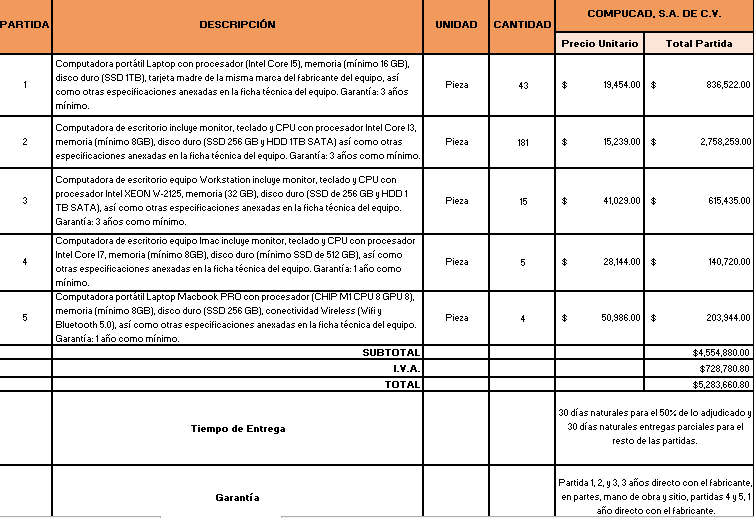 PARTIDA DESCRIPCIÓN UNIDAD CANTIDAD COMPUCAD, S.A. DE C.V.
Precio Unitario Total Partida
Computadora portátil Laptop con procesador (Intel Core I5), memoria (mínimo 16 GB),
disco duro (SSD 1TB), tarjeta madre de la misma marca del fabricante del equipo, así
1 como otras especificaciones anexadas en la ficha técnica del equipo. Garantía: 3 años Pieza 43 $ 19,454.00 $ 836,522.00
mínimo.
Computadora de escritorio incluye monitor, teclado y CPU con procesador Intel Core I3,
2 memoria (mínimo 8GB), disco duro (SSD 256 GB y HDD 1TB SATA) así como otras Pieza 181 $ 15,239.00 $ 2,758,259.00
especificaciones anexadas en la ficha técnica del equipo. Garantía: 3 años como mínimo.
Computadora de escritorio equipo Workstation incluye monitor, teclado y CPU con
procesador Intel XEON W-2125, memoria (32 GB), disco duro (SSD de 256 GB y HDD 1
3 TB SATA), así como otras especificaciones anexadas en la ficha técnica del equipo. Pieza 15 $ 41,029.00 $ 615,435.00
Garantía: 3 años como mínimo.
Computadora de escritorio equipo Imac incluye monitor, teclado y CPU con procesador
Intel Core I7, memoria (mínimo 8GB), disco duro (mínimo SSD de 512 GB), así como
4 otras especificaciones anexadas en la ficha técnica del equipo. Garantía: 1 año como Pieza 5 $ 28,144.00 $ 140,720.00
mínimo.
Computadora portátil Laptop Macbook PRO con procesador (CHIP M1 CPU 8 GPU 8),
memoria (mínimo 8GB), disco duro (SSD 256 GB), conectividad Wireless (Wifi y
5 Bluetooth 5.0), así como otras especificaciones anexadas en la ficha técnica del equipo. Pieza 4 $ 50,986.00 $ 203,944.00
Garantía: 1 año como mínimo.
SUBTOTAL $4,554,880.00
I.V.A. $728,780.80
TOTAL $5,283,660.80
30 días naturales para el 50% de lo adjudicado y
Tiempo de Entrega 30 días naturales entregas parciales para el
resto de las partidas.
Partida 1, 2, y 3, 3 años directo con el fabricante,
Garantía en partes, mano de obra y sitio, partidas 4 y 5, 1
año directo con el fabricante.